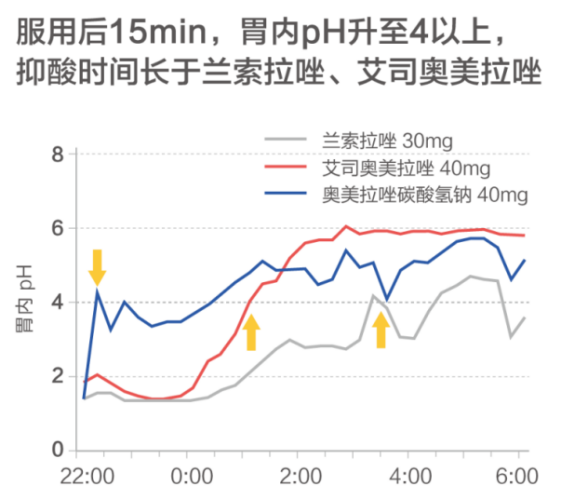 服用后15min，胃内pH升至4以上，
抑酸时间长于兰索拉唑、艾司奥美拉唑
兰索拉唑 30mg
艾司奥美拉唑 40mg
奥美拉唑碳酸氢钠 40mg
胃内 pH
8
6
4
2
0
22:00 0:00 2:00 4:00 6:00